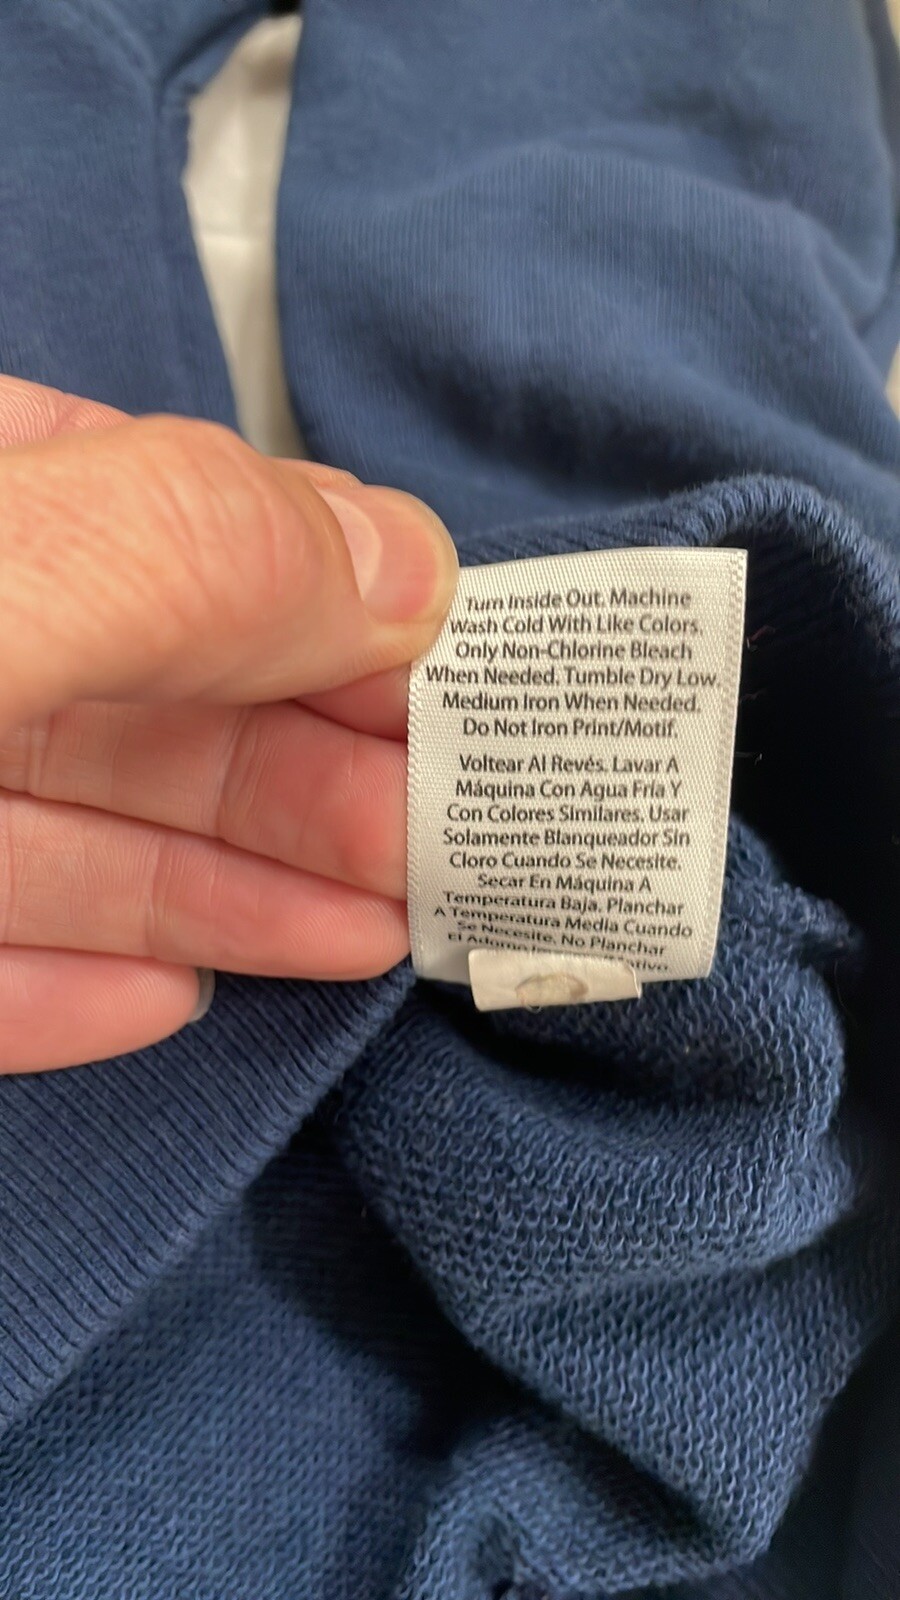 Turn Inside Out. Machine
Wash Cold With Like Colors.
Only Non-Chlorine Bleach
When Needed. Tumble Dry Low.
Medium Iron When Needed.
Do Not Iron Print/Motif.
Voltear Al Revés. Lavar A
Máquina Con Agua Fría Y
Con Colores Similares. Usar
Solamente Blanqueador Sin
Cloro Cuando Se Necesite.
Secar En Máquina A
Temperatura Baja. Planchar
A Temperatura Media Cuando
Se Necesite. No Planchar
El Adorno